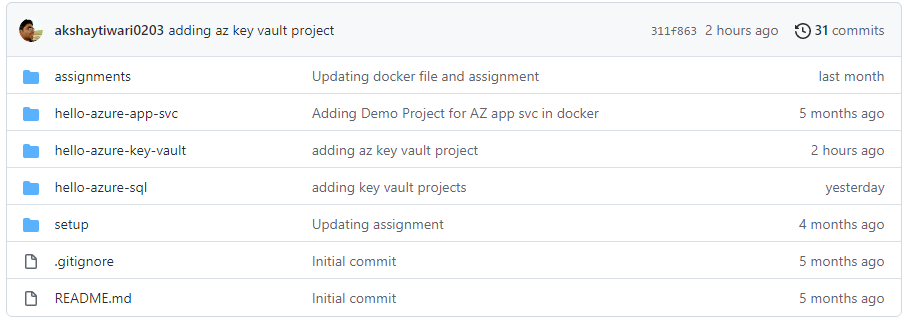 akshaytiwari0203 adding az key vault project 311f863 2 hours ago 31 commits
assignments Updating docker file and assignment last month
hello-azure-app-svc Adding Demo Project for AZ app svc in docker 5 months ago
hello-azure-key-vault adding az key vault project 2 hours ago
hello-azure-sql adding key vault projects yesterday
setup Updating assignment 4 months ago
.gitignore Initial commit 5 months ago
README.md Initial commit 5 months ago